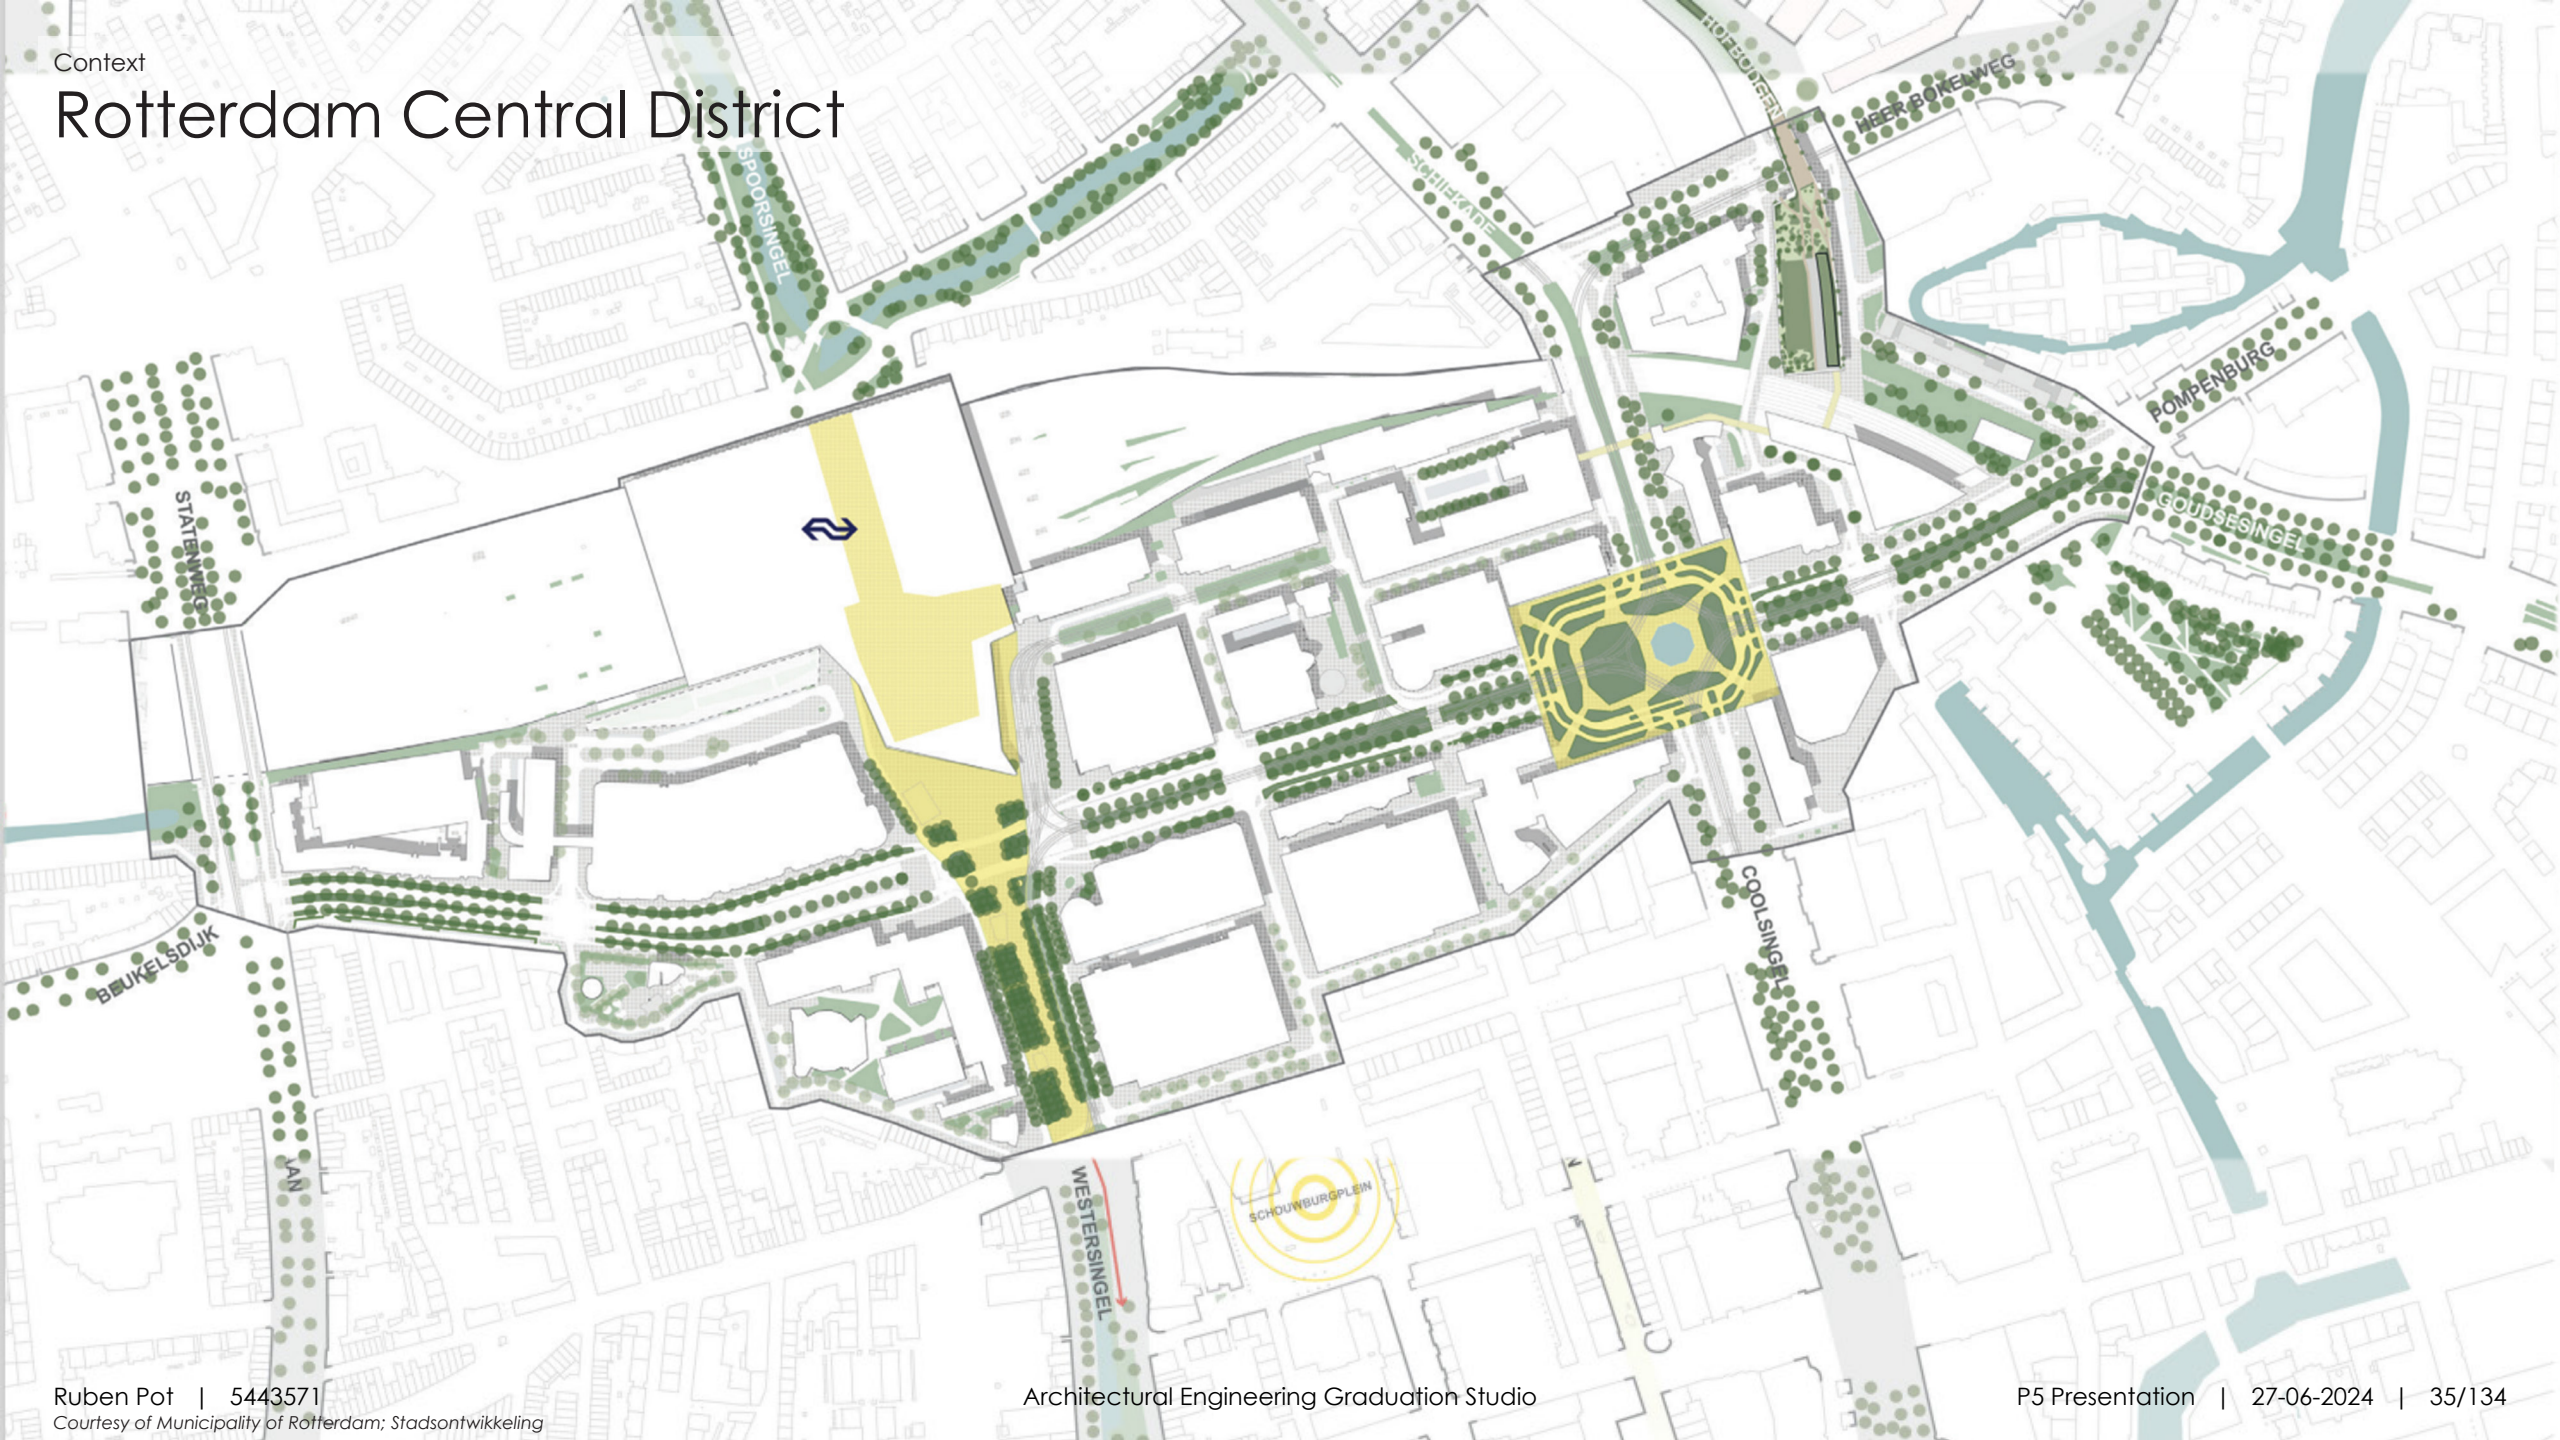 Context
Rotterdam Central District
HOFBOGEN
HEER BOKELWEG
SPOORSINGEL
SCHIEKADE
POMPENBURG
STATENWEG
GOUDSESINGEL
BEUKELSDIJK
COOLSINGEL
AN
WESTERSINGEL
SCHOUWBURGPLEIN
N
Ruben Pot | 5443571
Courtesy of Municipality of Rotterdam; Stadsontwikkeling
Architectural Engineering Graduation Studio
P5 Presentation | 27-06-2024 | 35/134